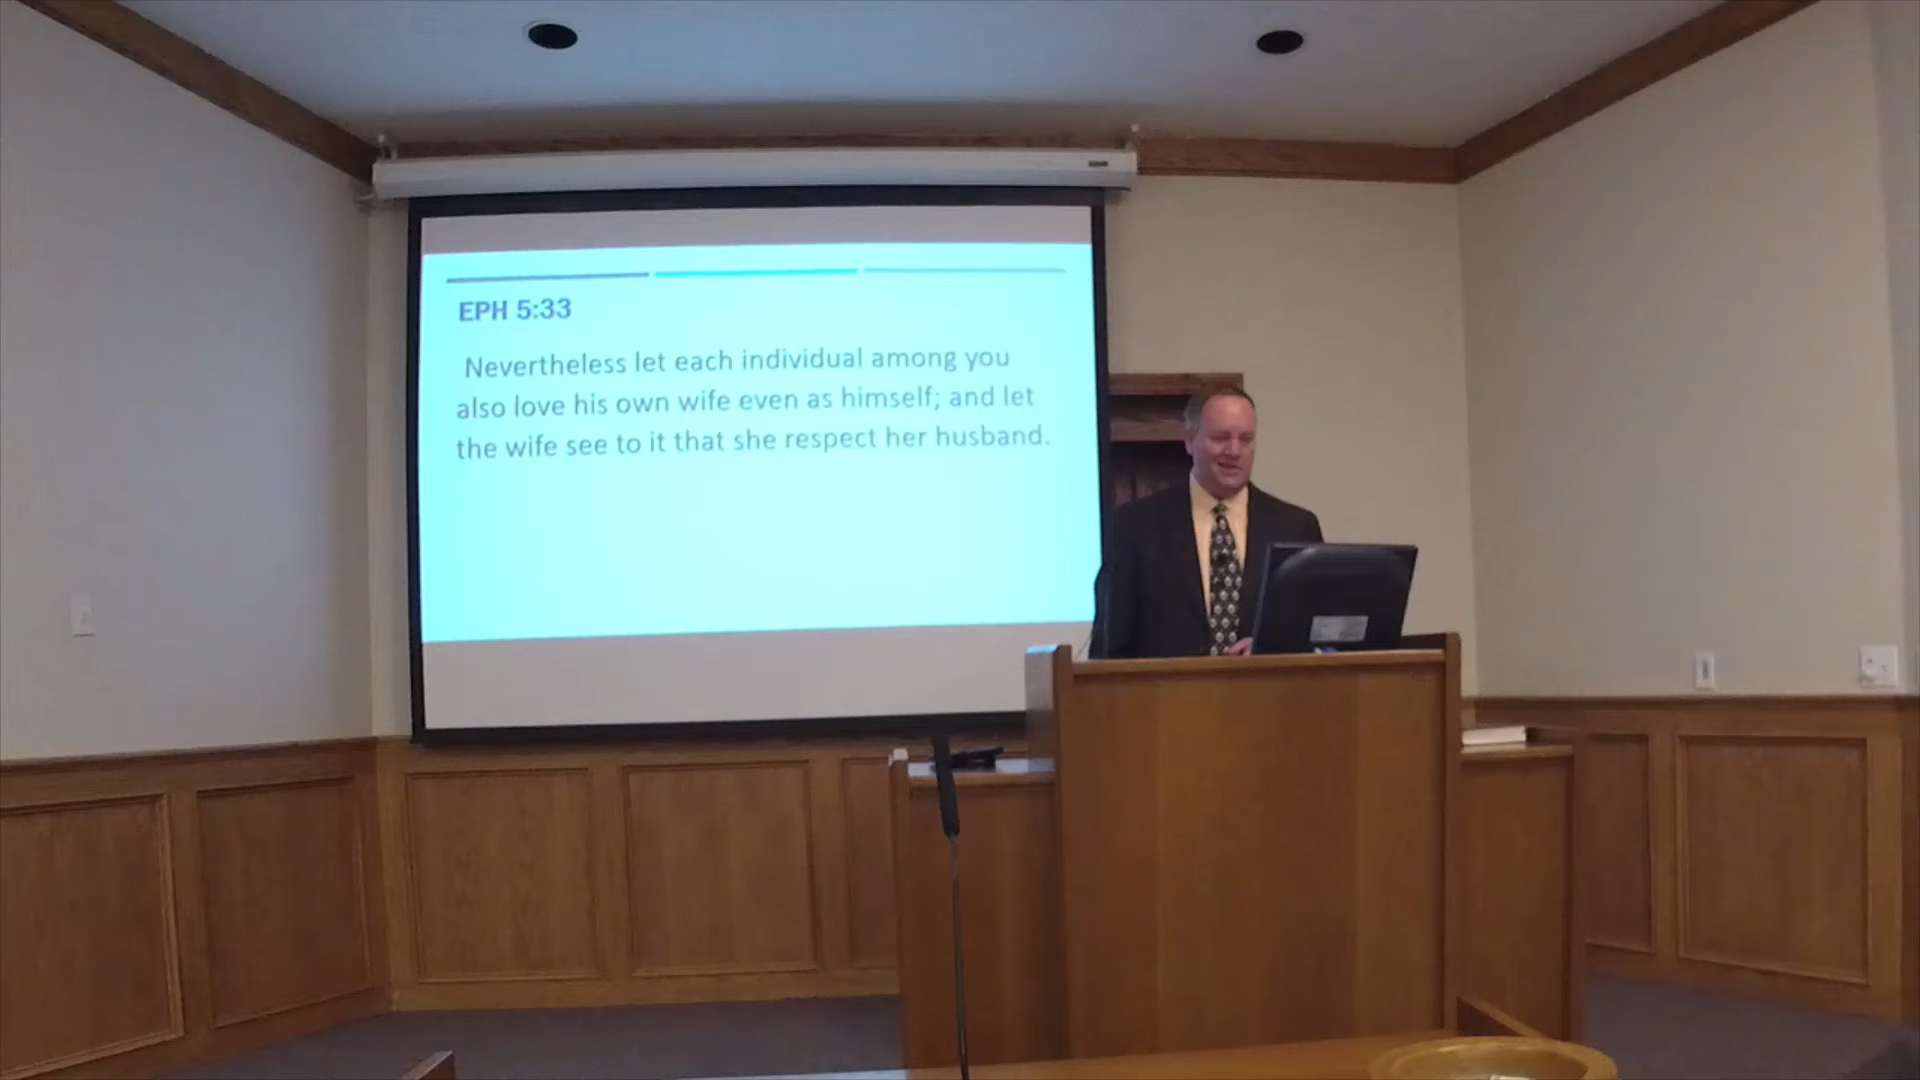 EPH 5:33
Nevertheless let each individual among you
also love his own wife even as himself; and let
the wife see to it that she respect her husband.